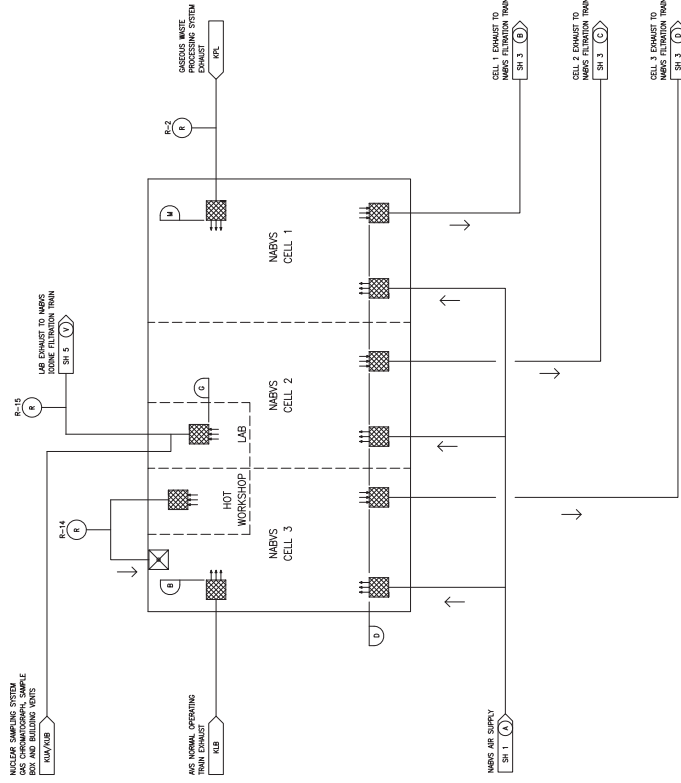 GASEOUS WASTE
PROCESSING SYSTEM
EXHAUST
KPL
R-2
R
CELL 1 EXHAUST TO
NABVS FILTRATION TRAIN
SH 3 B
CELL 2 EXHAUST TO
NABVS FILTRATION TRAIN
SH 3 C
CELL 3 EXHAUST TO
NABVS FILTRATION TRAIN
SH 3 D
LAB EXHAUST TO NABVS
IODINE FILTRATION TRAIN
SH 5 V
R-15
R
M
NABVS
CELL 1
G
LAB
NABVS
CELL 2
R-14
R
HOT
WORKSHOP
NABVS
CELL 3
B
D
NUCLEAR SAMPLING SYSTEM
GAS CHROMATOGRAPH, SAMPLE
BOX AND BUILDING VENTS
KUA/KUB
AVS NORMAL OPERATING
TRAIN EXHAUST
KLB
NABVS AIR SUPPLY
SH 1 A